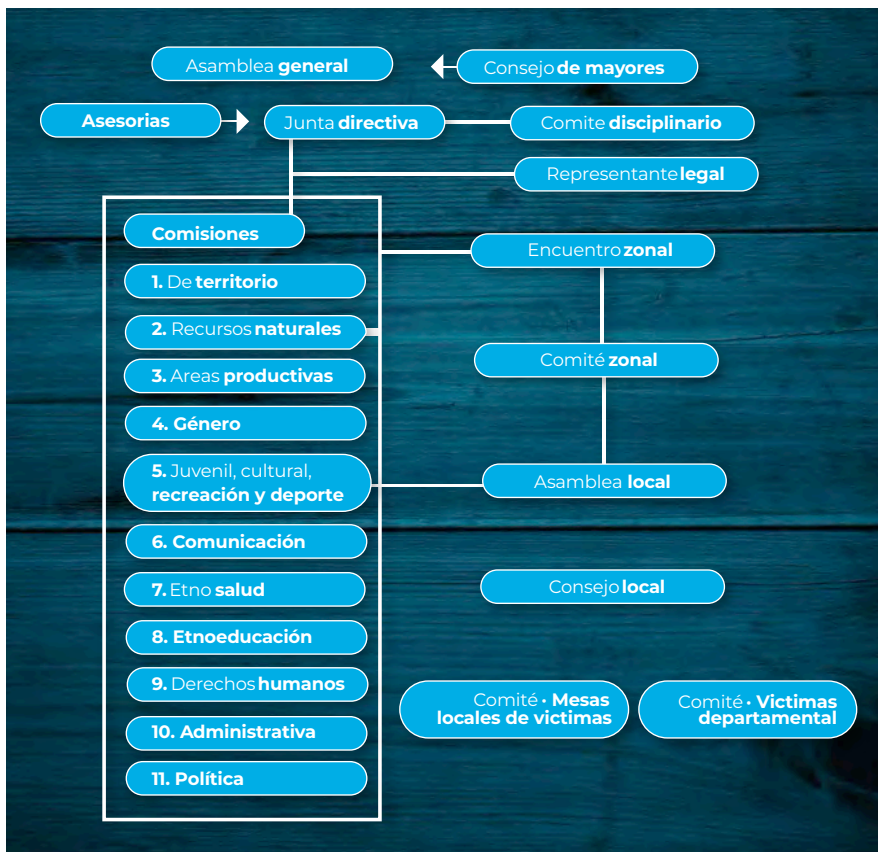 Asamblea general
Consejo de mayores
Asesorias
Junta directiva
Comite disciplinario
Representante legal
Comisiones
1. De territorio
2. Recursos naturales
3. Areas productivas
4. Género
5. Juvenil, cultural,
recreación y deporte
6. Comunicación
7. Etno salud
8. Etnoeducación
9. Derechos humanos
10. Administrativa
11. Política
Encuentro zonal
Comité zonal
Asamblea local
Consejo local
Comité • Mesas
locales de victimas
Comité • Victimas
departamental